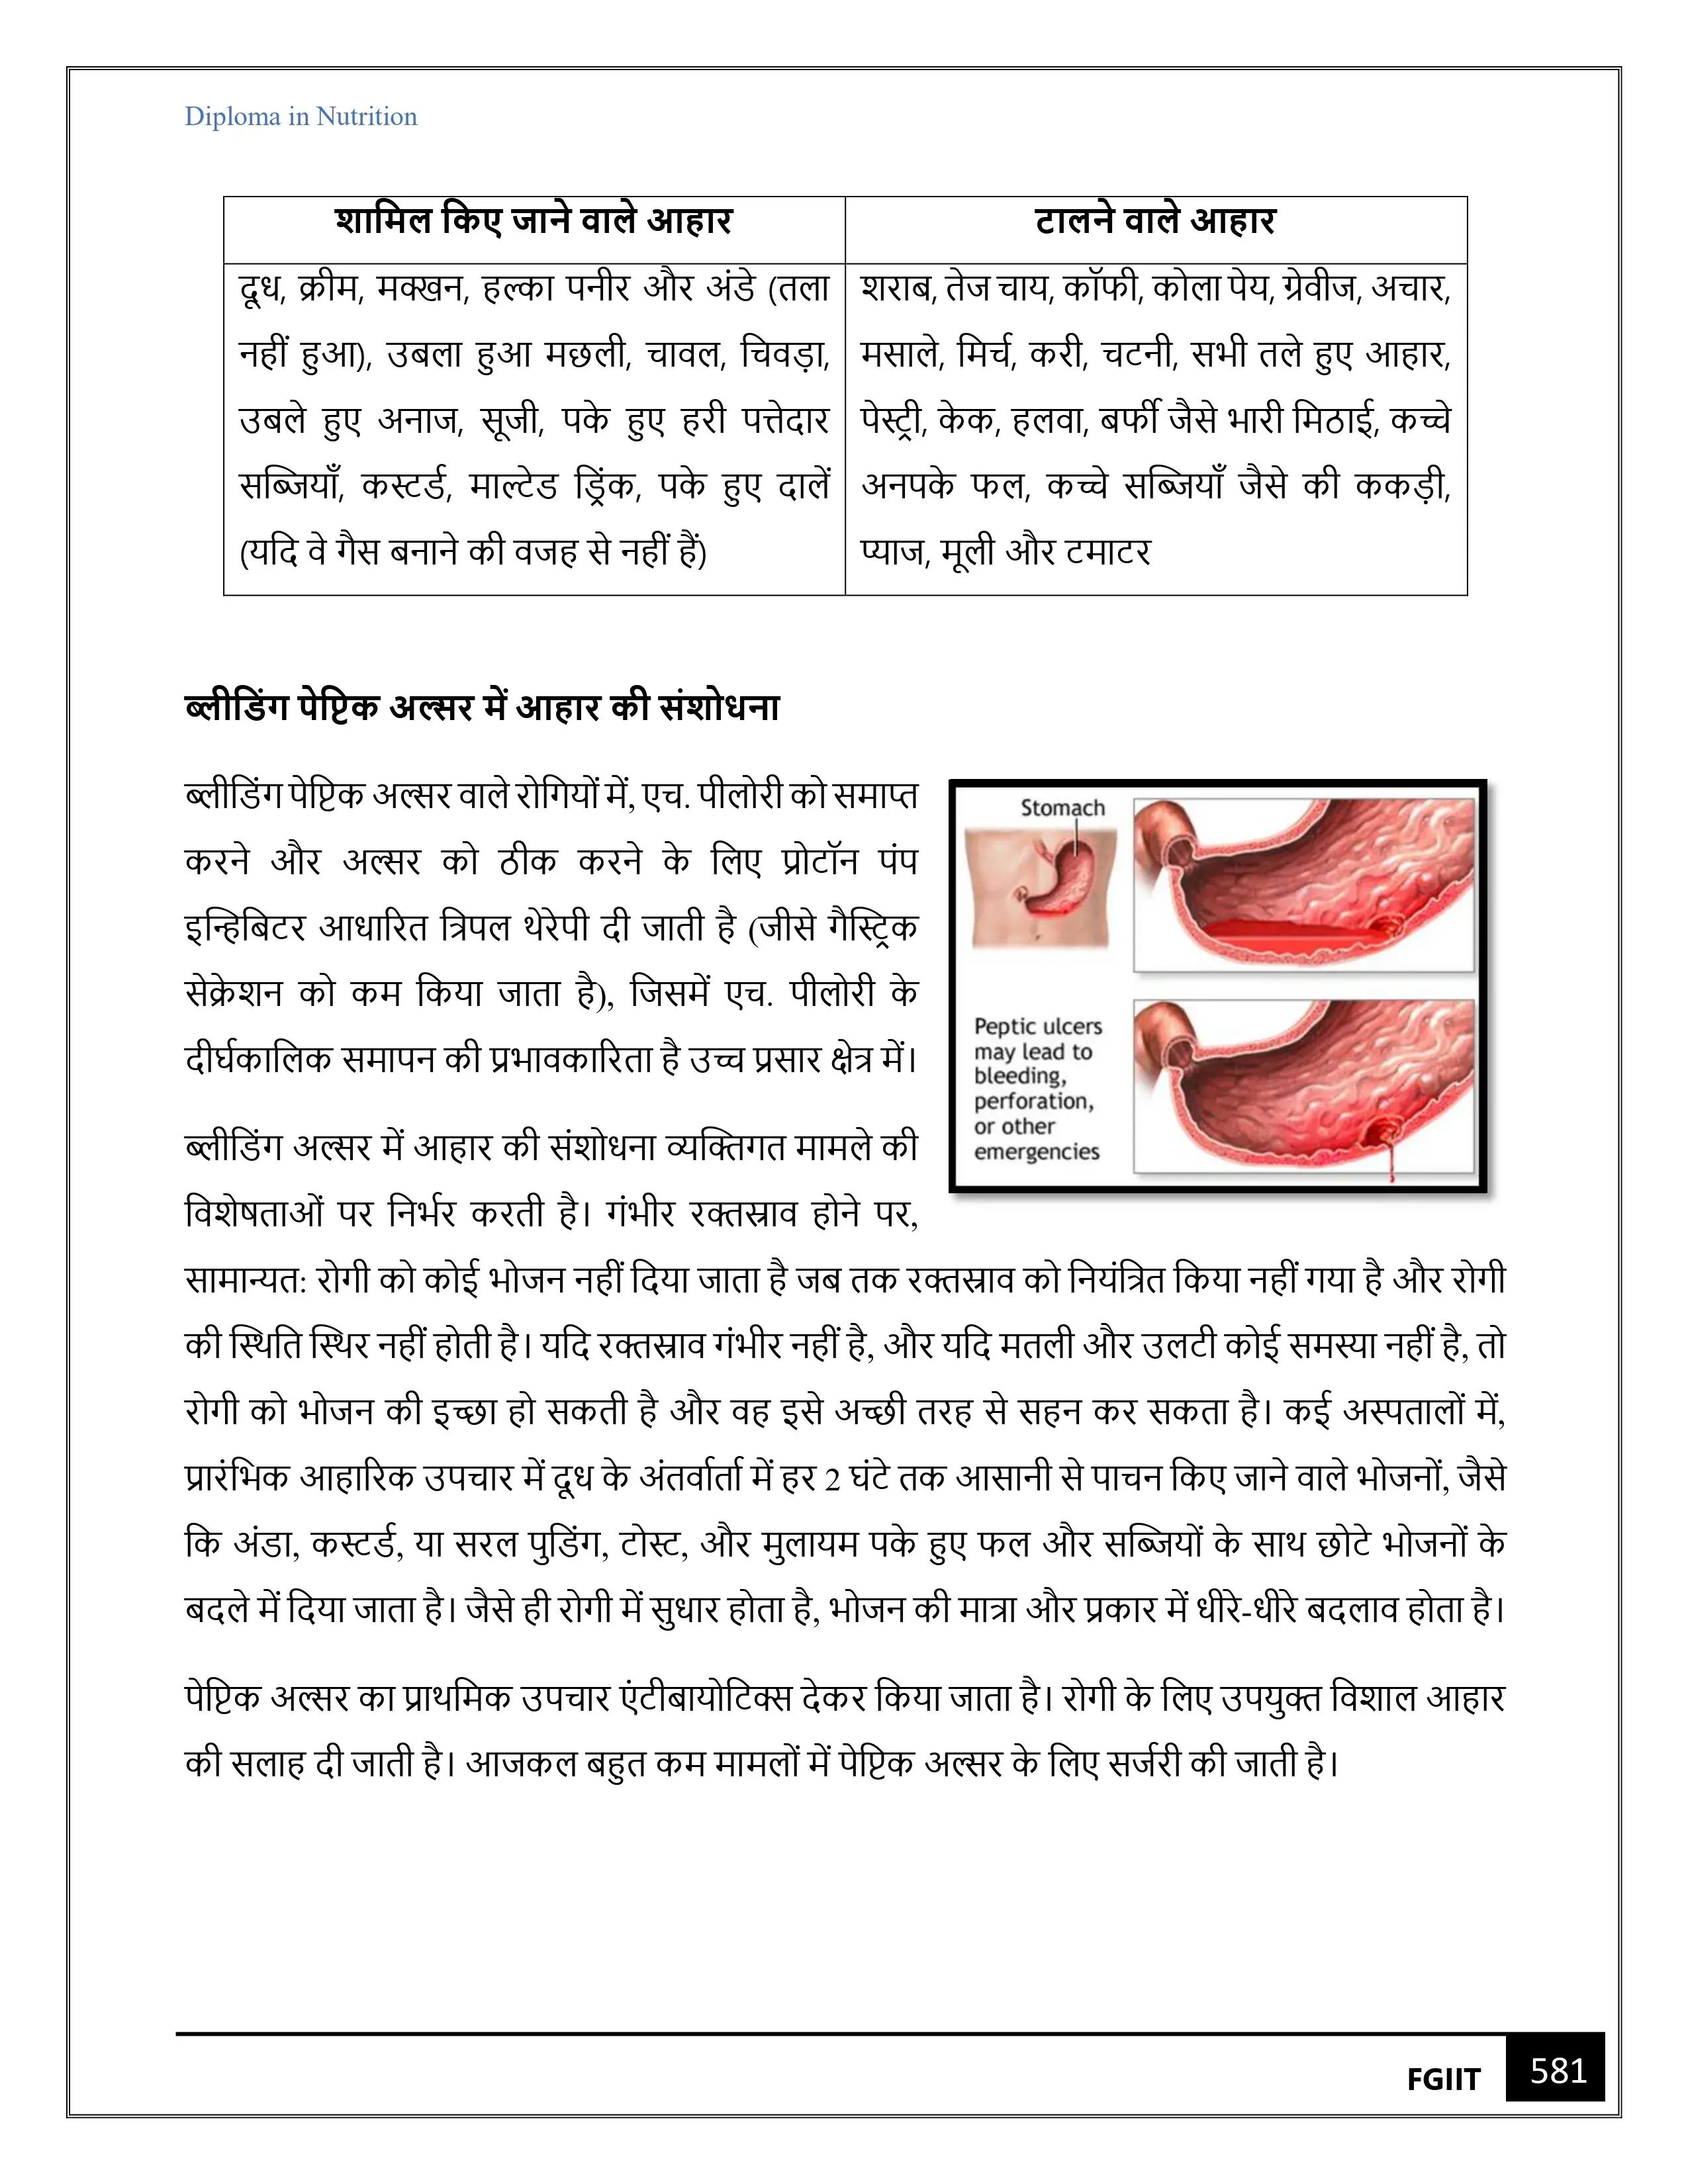 Diploma in Nutrition
शामिल किए जाने वाले आहार
दूध, क्रीम, मक्खन, हल्का पनीर और अंडे (तला
नहीं हुआ), उबला हुआ मछली, चावल, चिवड़ा,
उबले हुए अनाज, सूजी, पके हुए हरी पत्तेदार
सब्जियाँ, कस्टर्ड, माल्टेड ड्रिंक, पके हुए दालें
(यदि वे गैस बनाने की वजह से नहीं हैं)
टालने वाले आहार
शराब, तेज चाय, कॉफी, कोला पेय, ग्रेवीज, अचार,
मसाले, मिर्च, करी, चटनी, सभी तले हुए आहार,
पेस्ट्री, केक, हलवा, बर्फी जैसे भारी मिठाई, कच्चे
अनपके फल, कच्चे सब्जियाँ जैसे की ककड़ी,
प्याज, मूली और टमाटर
ब्लीडिंग पेप्टिक अल्सर में आहार की संशोधना
ब्लीडिंग पेप्टिक अल्सर वाले रोगियों में, एच. पीलोरी को समाप्त
करने और अल्सर को ठीक करने के लिए प्रोटॉन पंप
इन्हिबिटर आधारित त्रिपल थेरेपी दी जाती है (जीसे गैस्ट्रिक
सेक्रेशन को कम किया जाता है), जिसमें एच. पीलोरी के
दीर्घकालिक समापन की प्रभावकारिता है उच्च प्रसार क्षेत्र में।
Stomach
Peptic ulcers
may lead to
bleeding,
perforation,
or other
emergencies
ब्लीडिंग अल्सर में आहार की संशोधना व्यक्तिगत मामले की
विशेषताओं पर निर्भर करती है। गंभीर रक्तस्राव होने पर,
सामान्यत: रोगी को कोई भोजन नहीं दिया जाता है जब तक रक्तस्राव को नियंत्रित किया नहीं गया है और रोगी
की स्थिति स्थिर नहीं होती है। यदि रक्तस्राव गंभीर नहीं है, और यदि मतली और उलटी कोई समस्या नहीं है, तो
रोगी को भोजन की इच्छा हो सकती है और वह इसे अच्छी तरह से सहन कर सकता है। कई अस्पतालों में,
प्रारंभिक आहारिक उपचार में दूध के अंतर्वार्ता में हर 2 घंटे तक आसानी से पाचन किए जाने वाले भोजनों, जैसे
कि अंडा, कस्टर्ड, या सरल पुडिंग, टोस्ट, और मुलायम पके हुए फल और सब्जियों के साथ छोटे भोजनों के
बदले में दिया जाता है। जैसे ही रोगी में सुधार होता है, भोजन की मात्रा और प्रकार में धीरे-धीरे बदलाव होता है।
पेप्टिक अल्सर का प्राथमिक उपचार एंटीबायोटिक्स देकर किया जाता है। रोगी के लिए उपयुक्त विशाल आहार
की सलाह दी जाती है। आजकल बहुत कम मामलों में पेप्टिक अल्सर के लिए सर्जरी की जाती है।
FGIIT
581